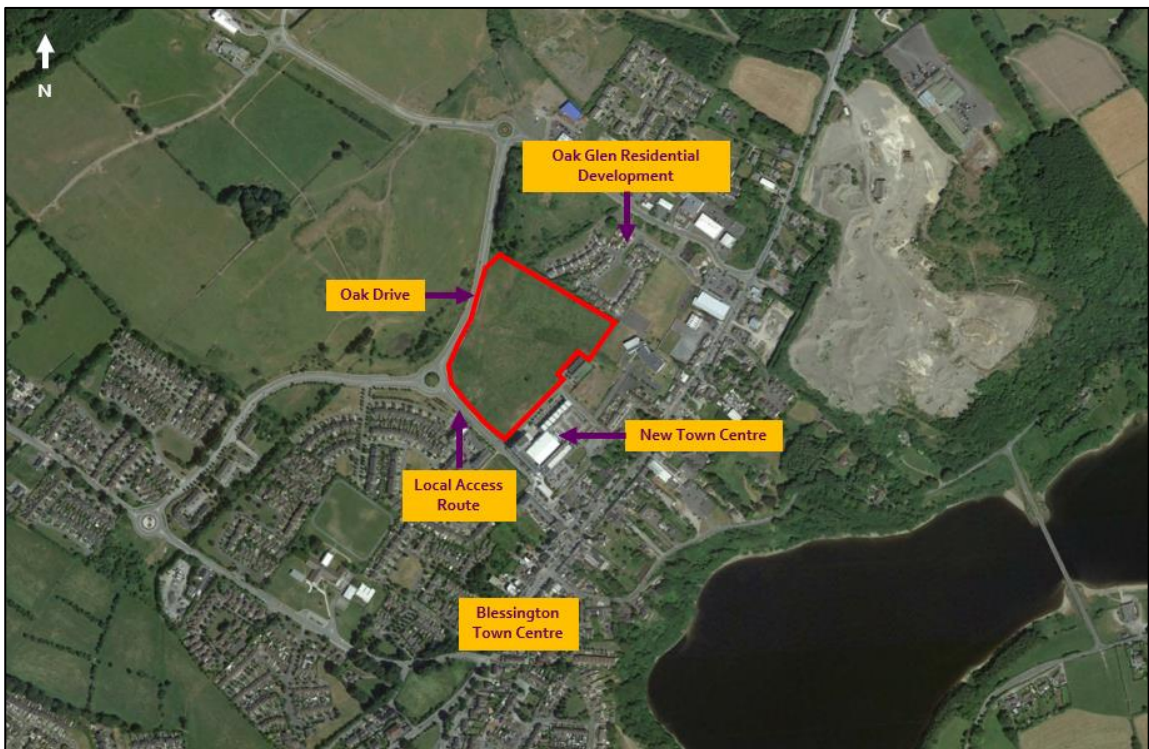 N
Oak Glen Residential
Development
Oak Drive
New Town Centre
Local Access
Route
Blessington
Town Centre